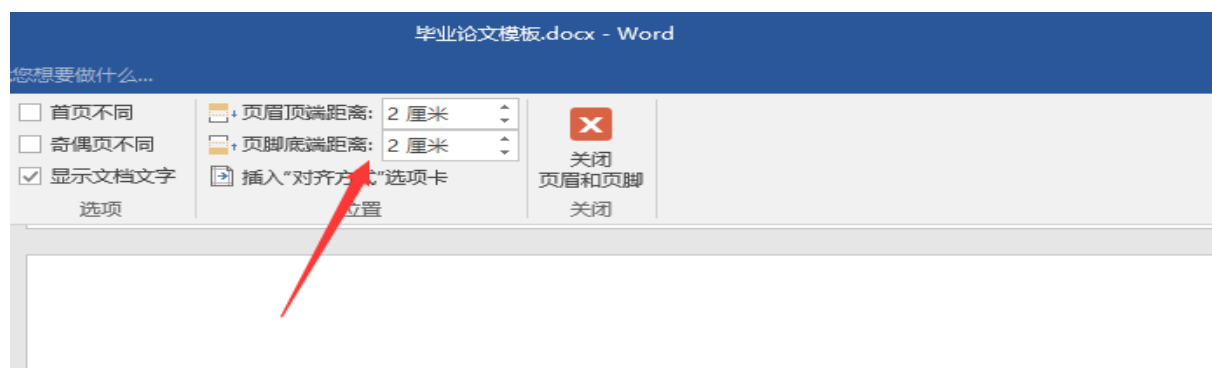 毕业论文模板.docx - Word
您想要做什么...
首页不同
页眉顶端距离: 2 厘米
奇偶页不同
页脚底端距离: 2 厘米
关闭
页眉和页脚
显示文档文字
插入“对齐方式”选项卡
选项
位置
关闭